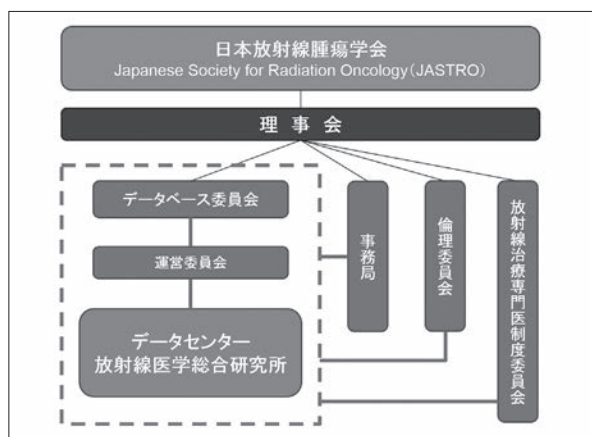 日本放射線腫瘍学会
Japanese Society for Radiation Oncology(JASTRO)
理事会
データベース委員会
運営委員会
データセンター
放射線医学総合研究所
事務局
倫理委員会
放射線治療専門医制度委員会